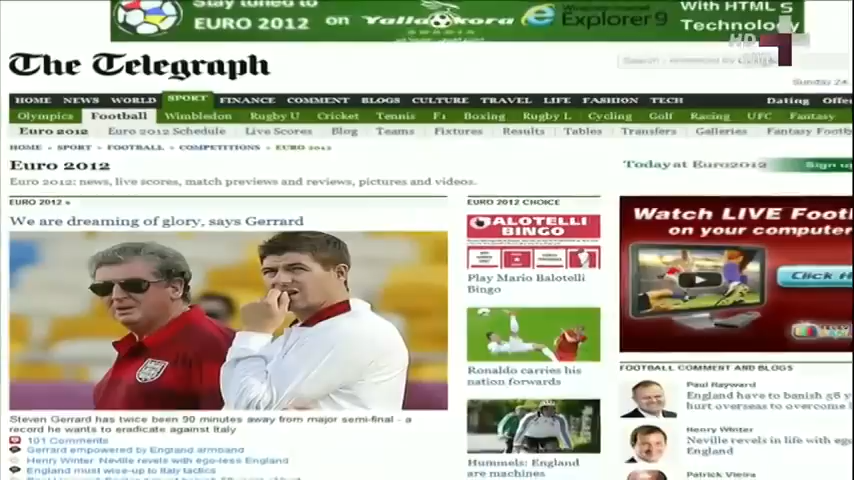 Stay tuned to
EURO 2012 on Yallakora
Explorer 9
With HTML 5
Technology
HD
The Telegraph
Search
Sunday 24
HOME NEWS WORLD SPORT FINANCE COMMENT BLOGS CULTURE TRAVEL LIFE FASHION TECH Dating Offe
Olympics Football Wimbledon Rugby U Cricket Golf Tennis F1 Boxing Rugby L Cycling Golf Racing UFC Fantasy
Euro 2012 Euro 2012 Schedule Live Scores Blog Teams Fixtures Results Tables Transfers Galleries Fantasy Footb
HOME » SPORT » FOOTBALL » COMPETITIONS » EURO 2012
Euro 2012
Euro 2012: news, live scores, match previews and reviews, pictures and videos.
Today at Euro2012
Sign up
EURO 2012 »
We are dreaming of glory, says Gerrard
Steven Gerrard has twice been 90 minutes away from major semi-final - a
record he wants to eradicate against Italy
101 Comments
Gerrard empowered by England armband
Henry Winter: Neville revels with ego-less England
England must wise-up to Italy tactics
EURO 2012 CHOICE
BALOTELLI
BINGO
Play Mario Balotelli
Bingo
Ronaldo carries his
nation forwards
Hummels: England
are machines
Watch LIVE Footl
on your computer
Click H
FOOTBALL COMMENT AND BLOGS
Paul Hayward
England have to banish 58 y
hurt overseas to overcome I
Henry Winter
Neville revels in life with eg
England
Patrick Vieira